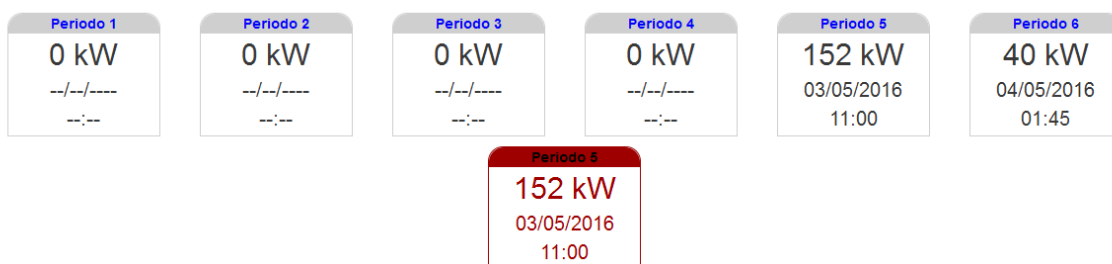 Periodo 1
0 kW
--/--/----
--:--
Periodo 2
0 kW
--/--/----
--:--
Periodo 3
0 kW
--/--/----
--:--
Periodo 4
0 kW
--/--/----
--:--
Periodo 5
152 kW
03/05/2016
11:00
Periodo 6
40 kW
04/05/2016
01:45
Periodo 5
152 kW
03/05/2016
11:00